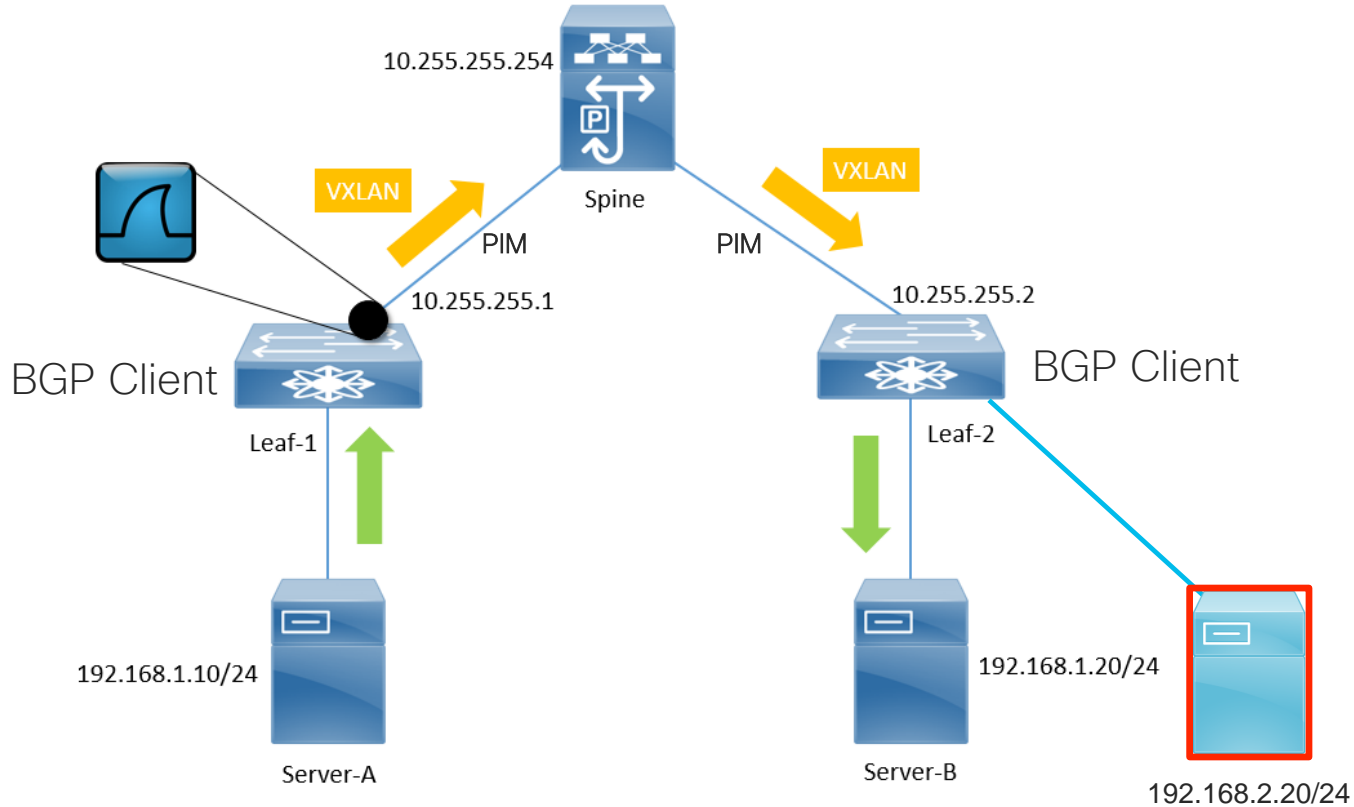 10.255.255.254
P
VXLAN
VXLAN
Spine
PIM
PIM
10.255.255.1
10.255.255.2
BGP Client
BGP Client
Leaf-1
Leaf-2
192.168.1.10/24
192.168.1.20/24
Server-A
Server-B
192.168.2.20/24